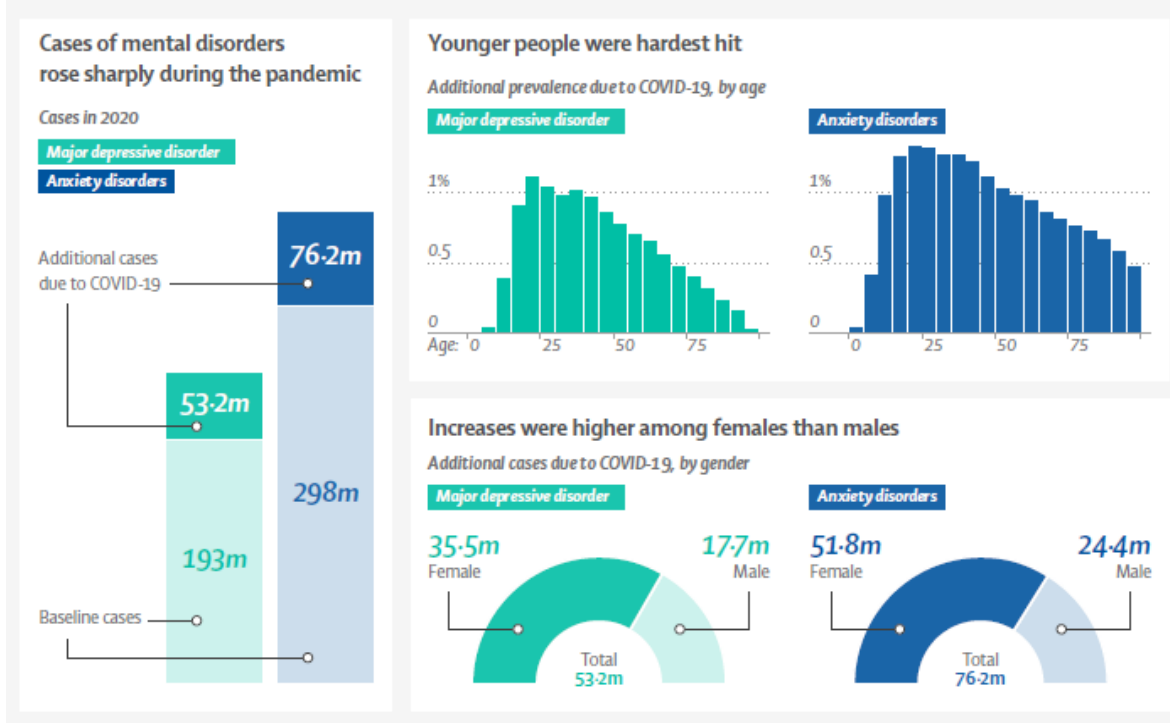 Cases of mental disorders
rose sharply during the pandemic
Cases in 2020
Major depressive disorder
Anxiety disorders
Additional cases
due to COVID-19
76·2m
53·2m
298m
193m
Baseline cases
Younger people were hardest hit
Additional prevalence due to COVID-19, by age
Major depressive disorder
1%
0.5
0
Age: 0 25 50 75
Anxiety disorders
1%
0.5
0
0 25 50 75
Increases were higher among females than males
Additional cases due to COVID-19, by gender
Major depressive disorder
35·5m
Female
17·7m
Male
Total
53·2m
Anxiety disorders
51·8m
Female
24·4m
Male
Total
76·2m